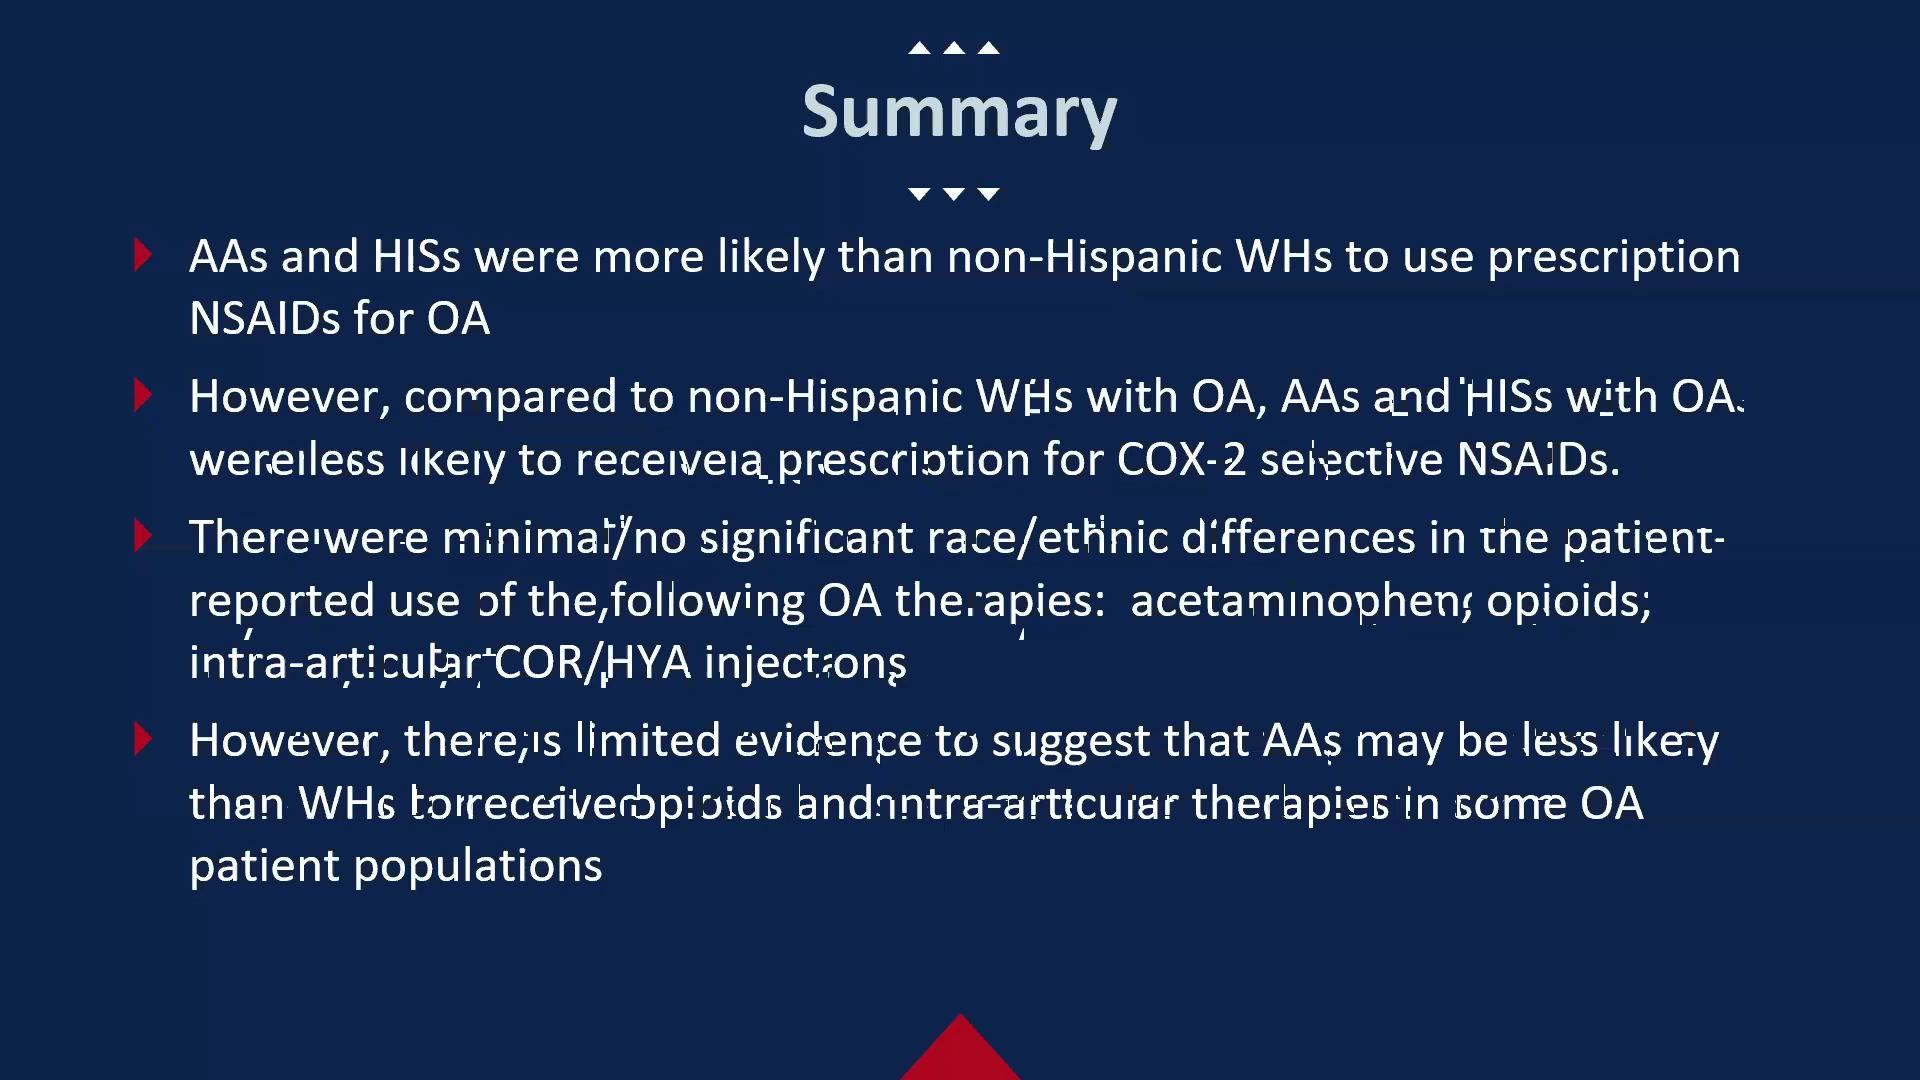 Summary
AAs and HISs were more likely than non-Hispanic WHs to use prescription
NSAIDs for OA
However, compared to non-Hispanic WHs with OA, AAs and HISs with OA
were less likely to receive a prescription for COX-2 selective NSAIDs.
There were minimal/no significant race/ethnic differences in the patient-
reported use of the following OA therapies:  acetaminophen; opioids;
intra-articular COR/HYA injections
However, there is limited evidence to suggest that AAs may be less likely
than WHs to receive opioids and intra-articular therapies in some OA
patient populations